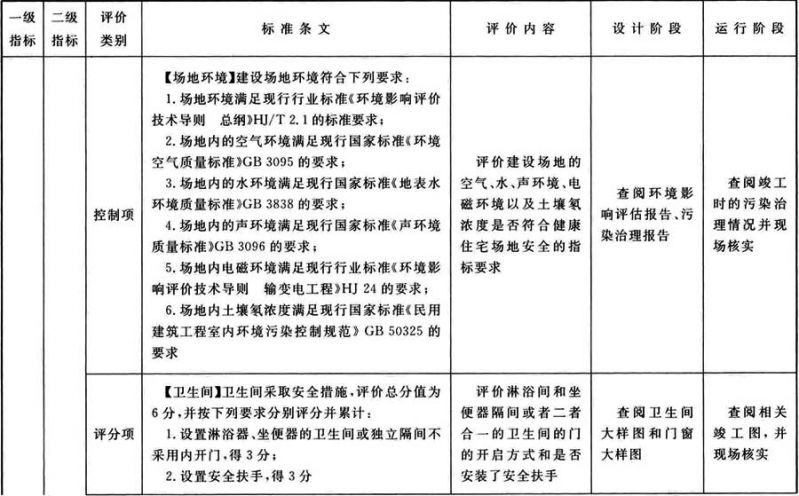 一级
指标
二级
指标
评价
类别
标准条文
评价内容
设计阶段
运行阶段
控制项
【场地环境】建设场地环境符合下列要求：
1.场地环境满足现行行业标准《环境影响评价
技术导则　总纲》HJ/T 2.1的标准要求；
2.场地内的空气环境满足现行国家标准《环境
空气质量标准》GB 3095的要求；
3.场地内的水环境满足现行国家标准《地表水
环境质量标准》GB 3838的要求；
4.场地内的声环境满足现行国家标准《声环境
质量标准》GB 3096的要求；
5.场地内电磁环境满足现行行业标准《环境影
响评价技术导则　输变电工程》HJ 24的要求；
6.场地内土壤氡浓度满足现行国家标准《民用
建筑工程室内环境污染控制规范》GB 50325的
要求
评价建设场地的
空气、水、声环境、电
磁环境以及土壤氡
浓度是否符合健康
住宅场地安全的指
标要求
查阅环境影
响评估报告、污
染治理报告
查阅竣工
时的污染治
理情况并现
场核实
评分项
【卫生间】卫生间采取安全措施，评价总分值为
6分，并按下列要求分别评分并累计：
1.设置淋浴器、坐便器的卫生间或独立隔间不
采用内开门，得3分；
2.设置安全扶手，得3分
评价淋浴间和坐
便器隔间或者二者
合一的卫生间的门
的开启方式和是否
安装了安全扶手
查阅卫生间
大样图和门窗
大样图
查阅相关
竣工图，并
现场核实